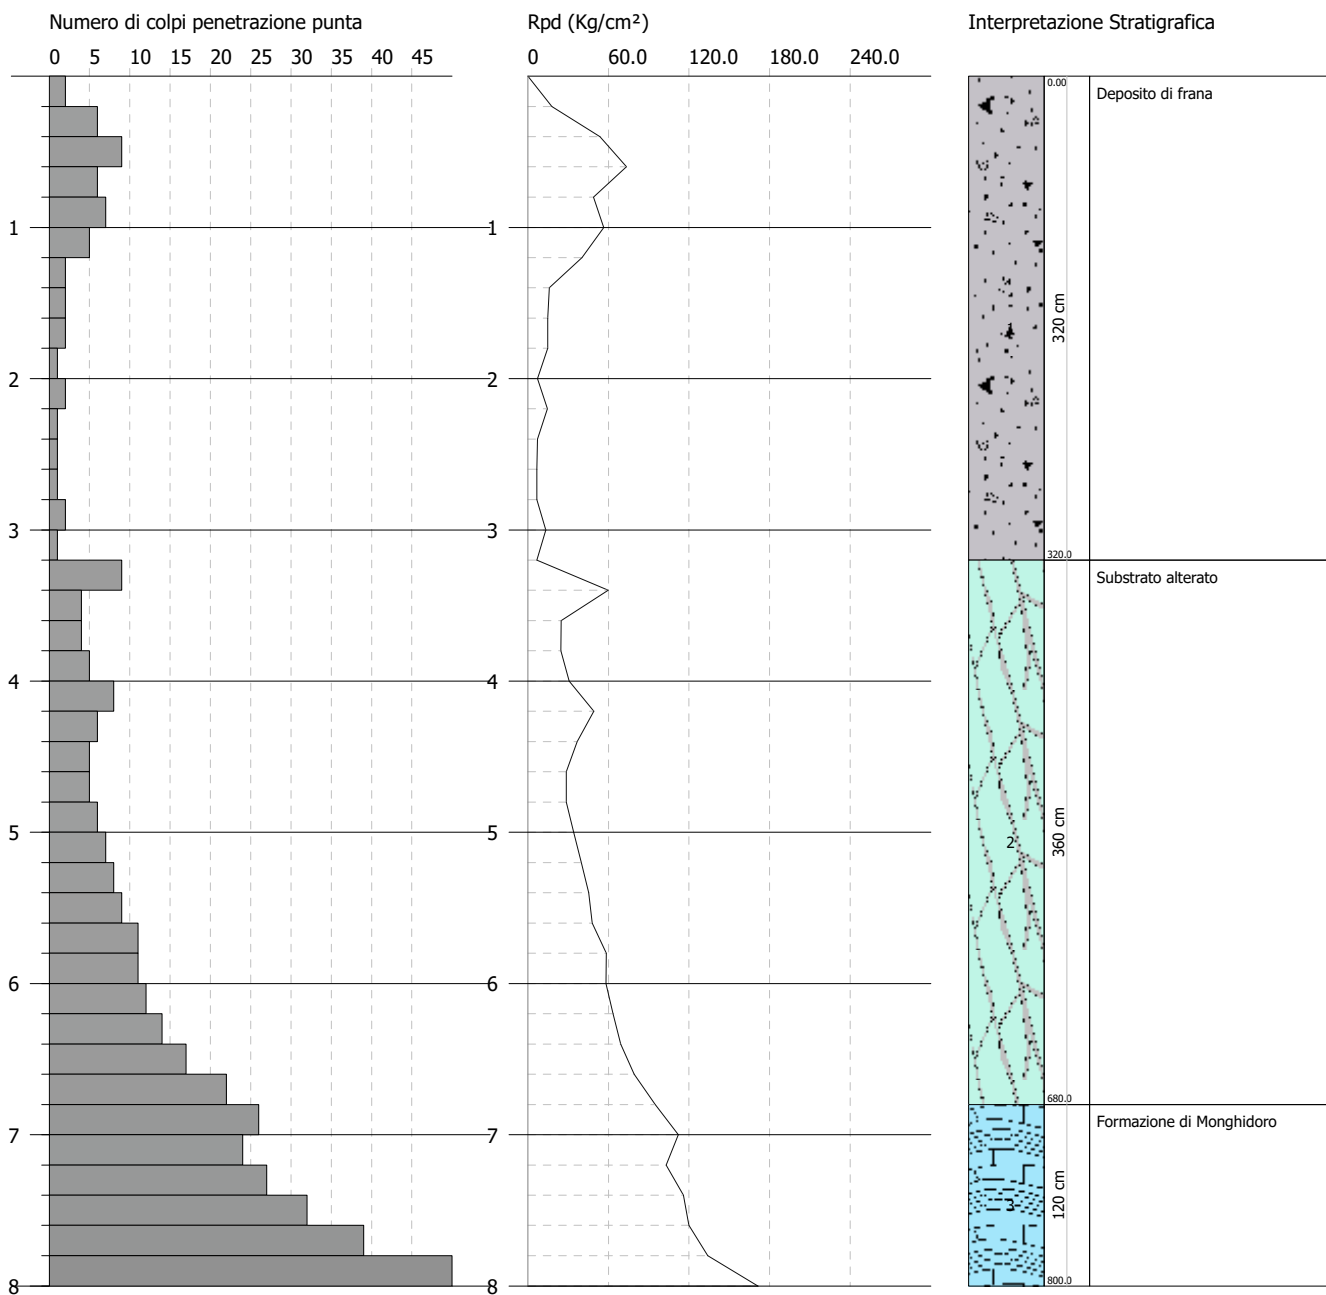 Numero di colpi penetrazione punta
Rpd (Kg/cm²)
Interpretazione Stratigrafica
0 5 10 15 20 25 30 35 40 45
0 60.0 120.0 180.0 240.0
0.00
Deposito di frana
1 1
1
320 cm
2 2
3 3
320.0
Substrato alterato
4 4
360 cm
5 5
2
6 6
680.0
Formazione di Monghidoro
7 7
120 cm
3
8 8
800.0